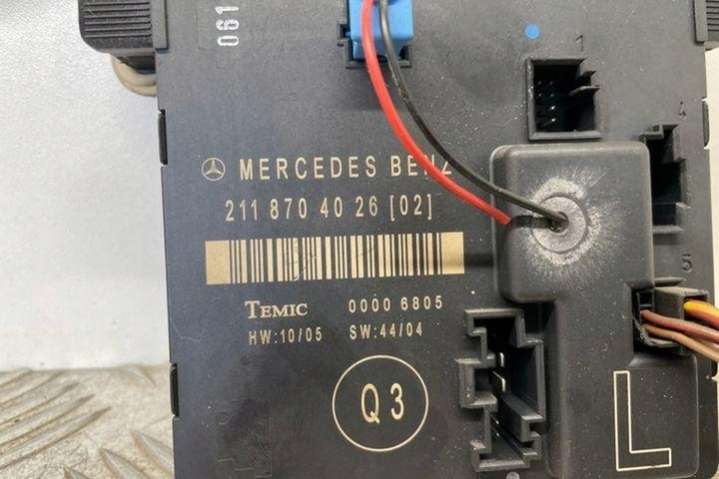 061
1
MERCEDES BENZ
4
211 870 40 26 [02]
5
TEMIC 0000 6805
HW:10/05 SW:44/04
Q3
L